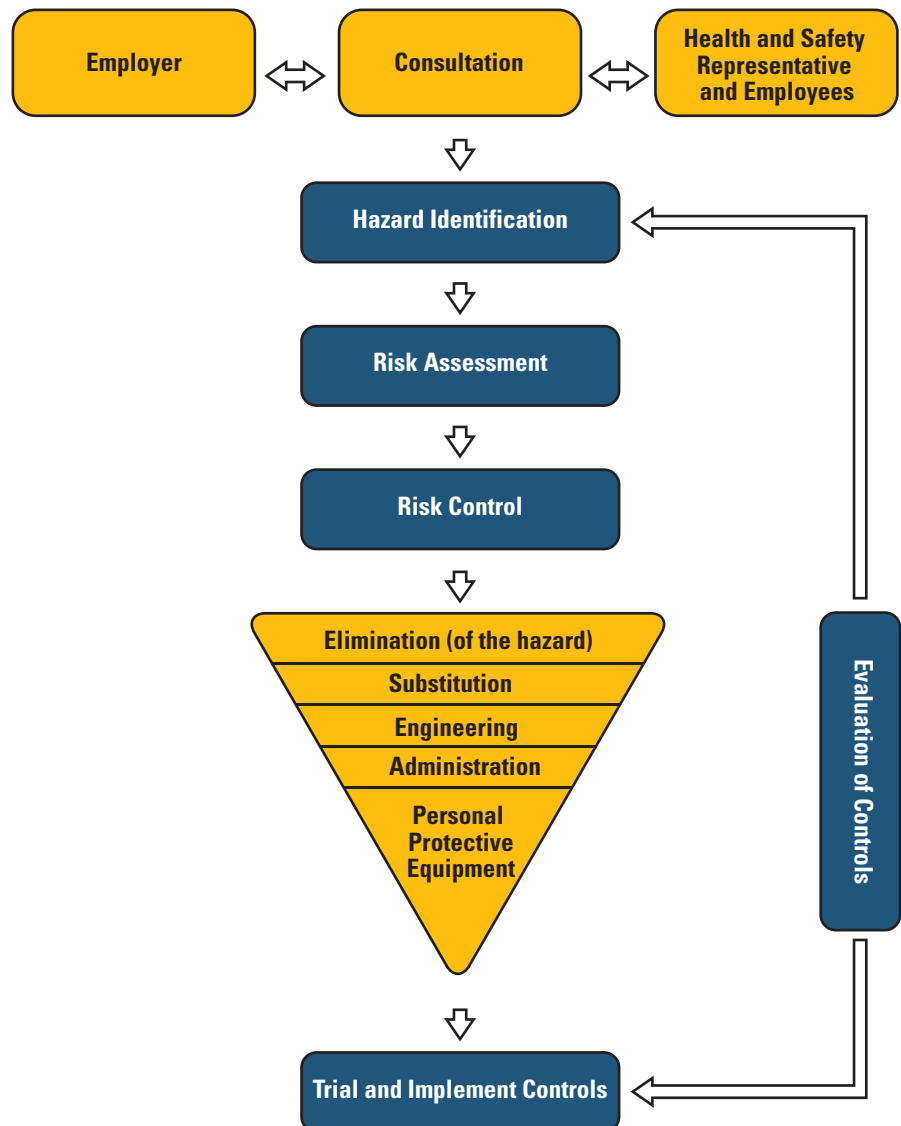 Employer
Consultation
Health and Safety
Representative
and Employees
Hazard Identification
Risk Assessment
Risk Control
Elimination (of the hazard)
Substitution
Engineering
Administration
Personal
Protective
Equipment
Evaluation of Controls
Trial and Implement Controls